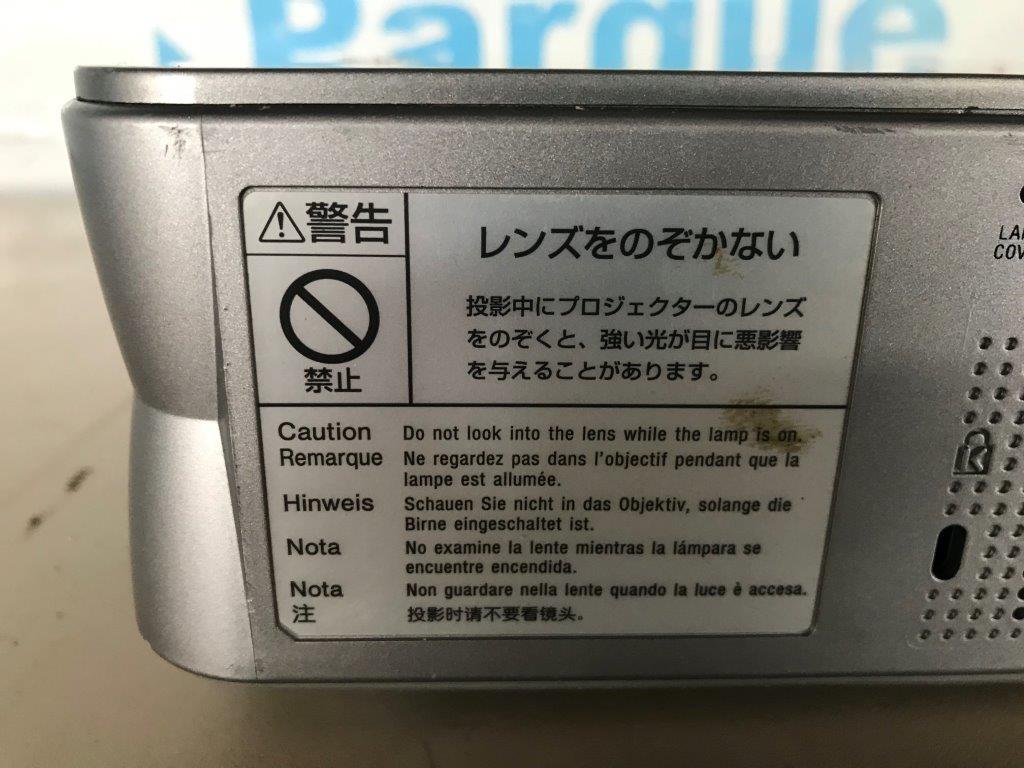 Parque
警告
禁止
レンズをのぞかない
投影中にプロジェクターのレンズ
をのぞくと、強い光が目に悪影響
を与えることがあります。
Caution Do not look into the lens while the lamp is on.
Remarque Ne regardez pas dans l'objectif pendant que la
lampe est allumée.
Hinweis Schauen Sie nicht in das Objektiv, solange die
Birne eingeschaltet ist.
Nota No examine la lente mientras la lámpara se
encuentre encendida.
Nota Non guardare nella lente quando la luce è accesa.
注 投影时请不要看镜头。